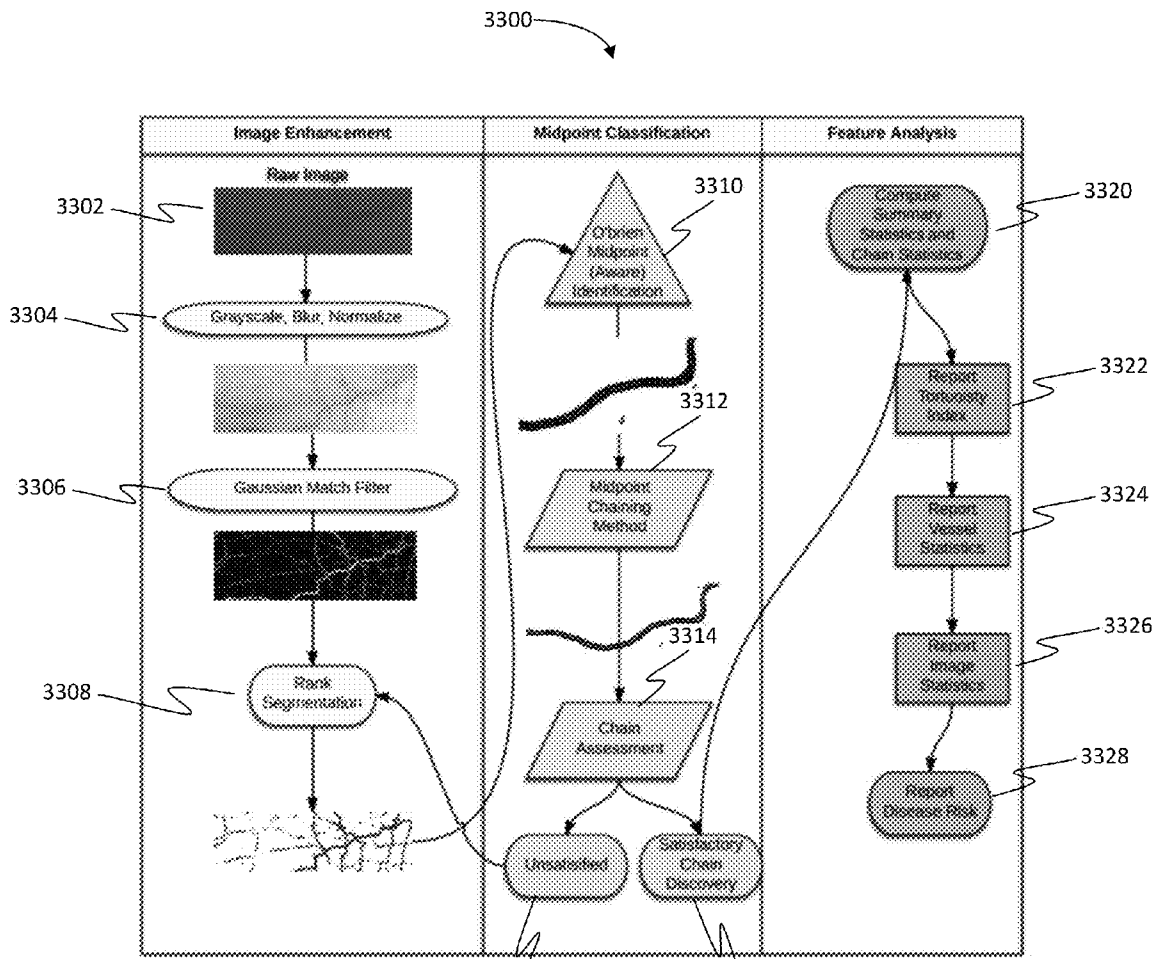 3300
Image Enhancement
Midpoint Classification
Feature Analysis
Raw Image
3302
3304
Grayscale, Blur, Normalize
3306
Gaussian Match Filter
3308
Rank
Segmentation
3310
O'brien
Midpoint
(Aware)
Identification
3312
Midpoint
Chaining
Method
3314
Chain
Assessment
Unsatisified
Satisfactory
Chain
Discovery
3320
Compute
Summary
Statistics and
Chain Statistics
3322
Report
Tortuoisty
Index
3324
Report
Vessel
Statistics
3326
Report
Image
Statistics
3328
Report
Disease Risk